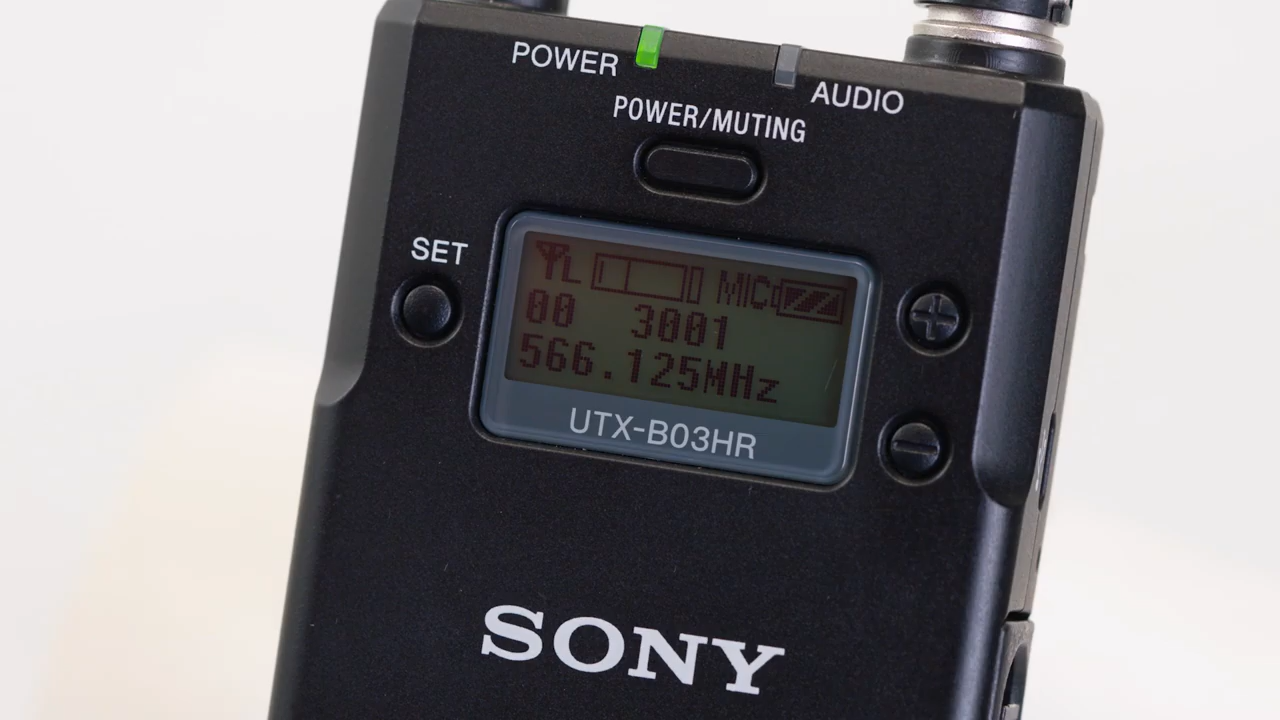 POWER
AUDIO
POWER/MUTING
SET
L MIC
00 3001
566.125MHz
UTX-B03HR
SONY